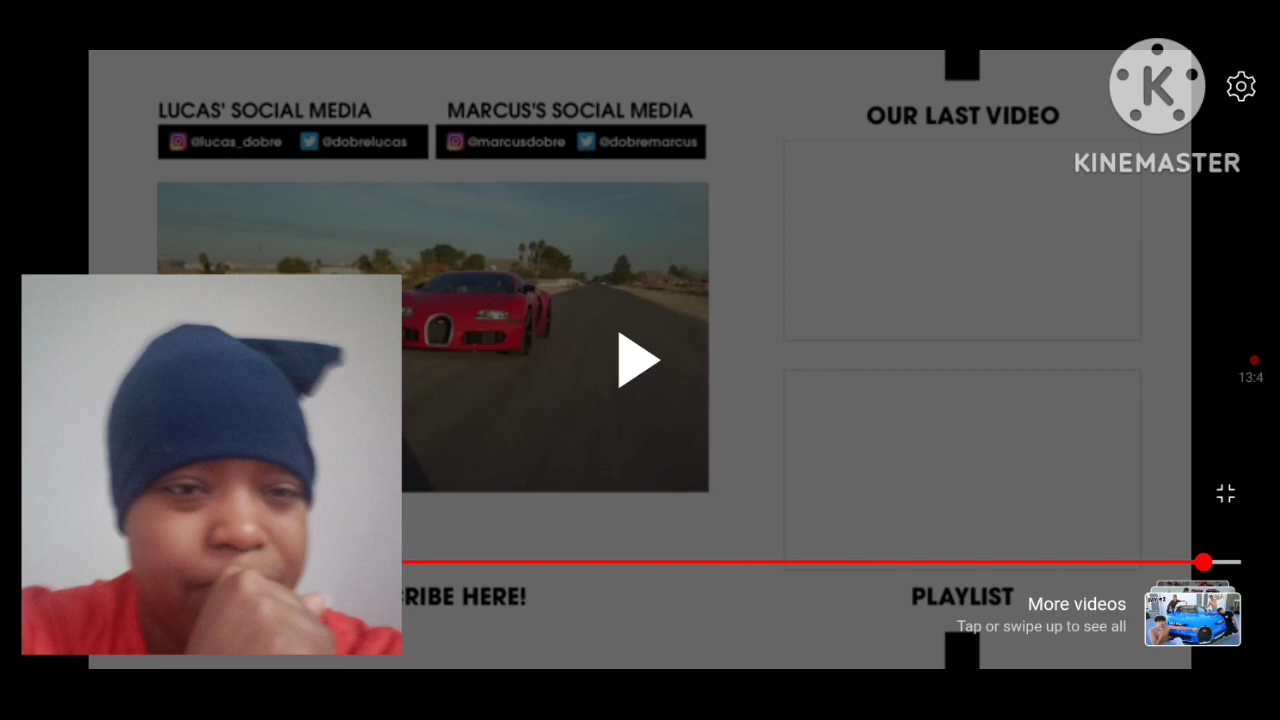 LUCAS' SOCIAL MEDIA
@lucas_dobre @dobrelucas
MARCUS'S SOCIAL MEDIA
@marcusdobre @dobremarcus
OUR LAST VIDEO
K
KINEMASTER
13:4
RIBE HERE!
PLAYLIST
More videos
Tap or swipe up to see all